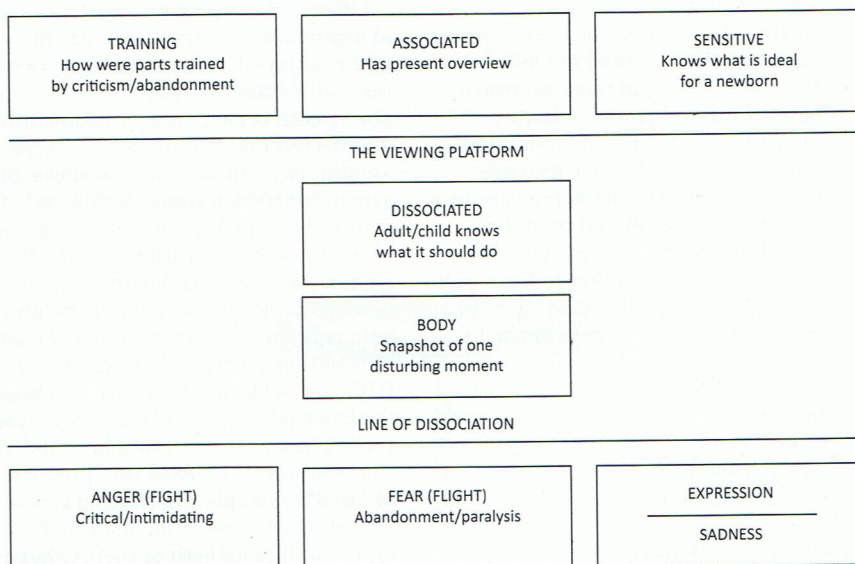 TRAINING
How were parts trained
by criticism/abandonment
ASSOCIATED
Has present overview
SENSITIVE
Knows what is ideal
for a newborn
THE VIEWING PLATFORM
DISSOCIATED
Adult/child knows
what it should do
BODY
Snapshot of one
disturbing moment
LINE OF DISSOCIATION
ANGER (FIGHT)
Critical/intimidating
FEAR (FLIGHT)
Abandonment/paralysis
EXPRESSION
SADNESS